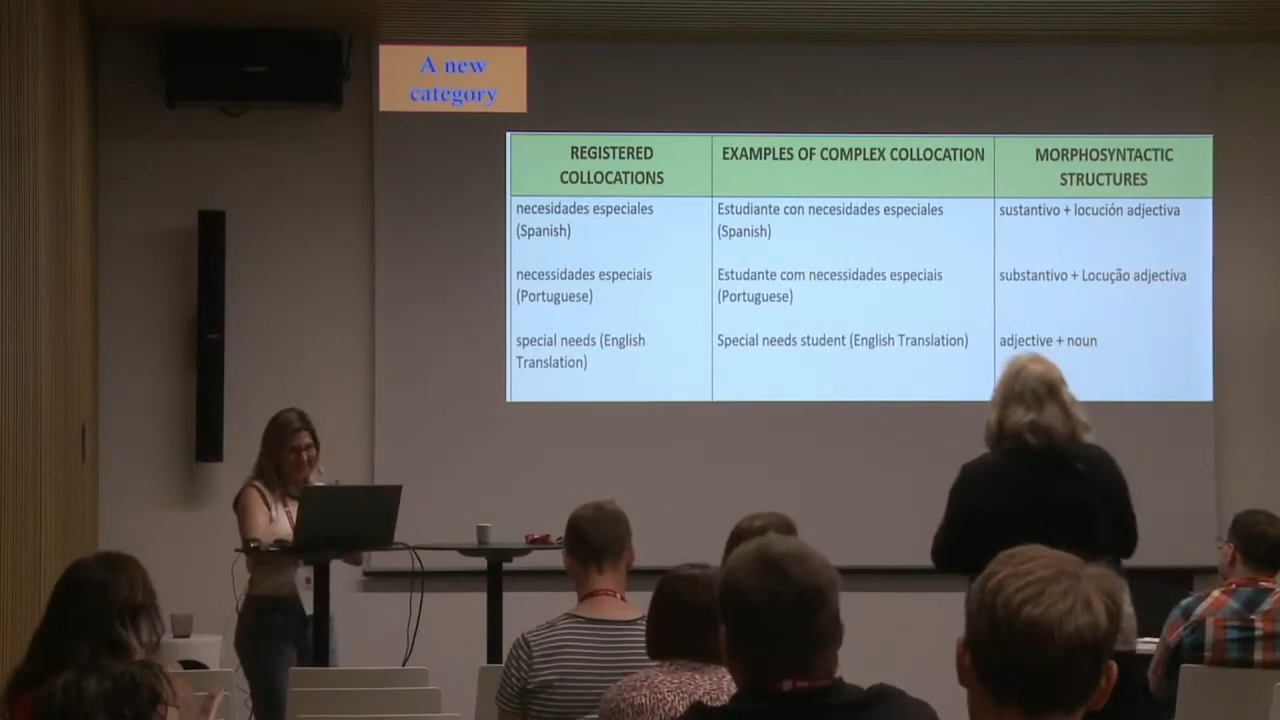 A new
category
REGISTERED
COLLOCATIONS
EXAMPLES OF COMPLEX COLLOCATION
MORPHOSYNTACTIC
STRUCTURES
necesidades especiales
(Spanish)
Estudiante con necesidades especiales
(Spanish)
sustantivo + locución adjectiva
necessidades especiais
(Portuguese)
Estudante com necessidades especiais
(Portuguese)
substantivo + Locução adjectiva
special needs (English
Translation)
Special needs student (English Translation)
adjective + noun